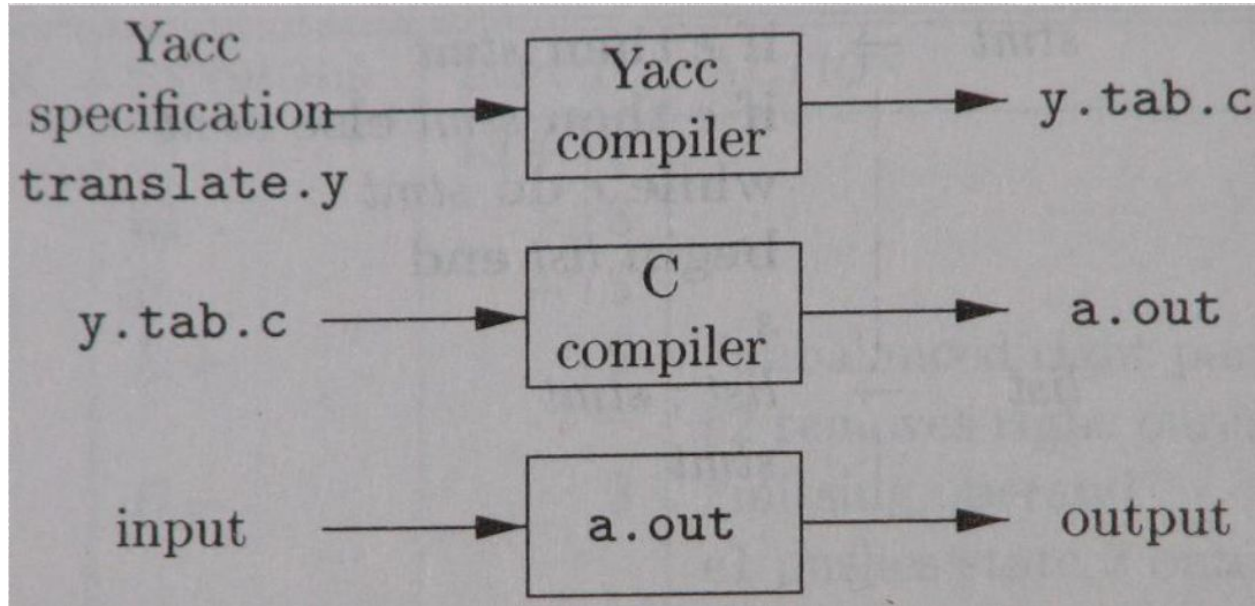 Yacc
specification
translate.y
Yacc
compiler
y.tab.c
y.tab.c
C
compiler
a.out
input
a.out
output